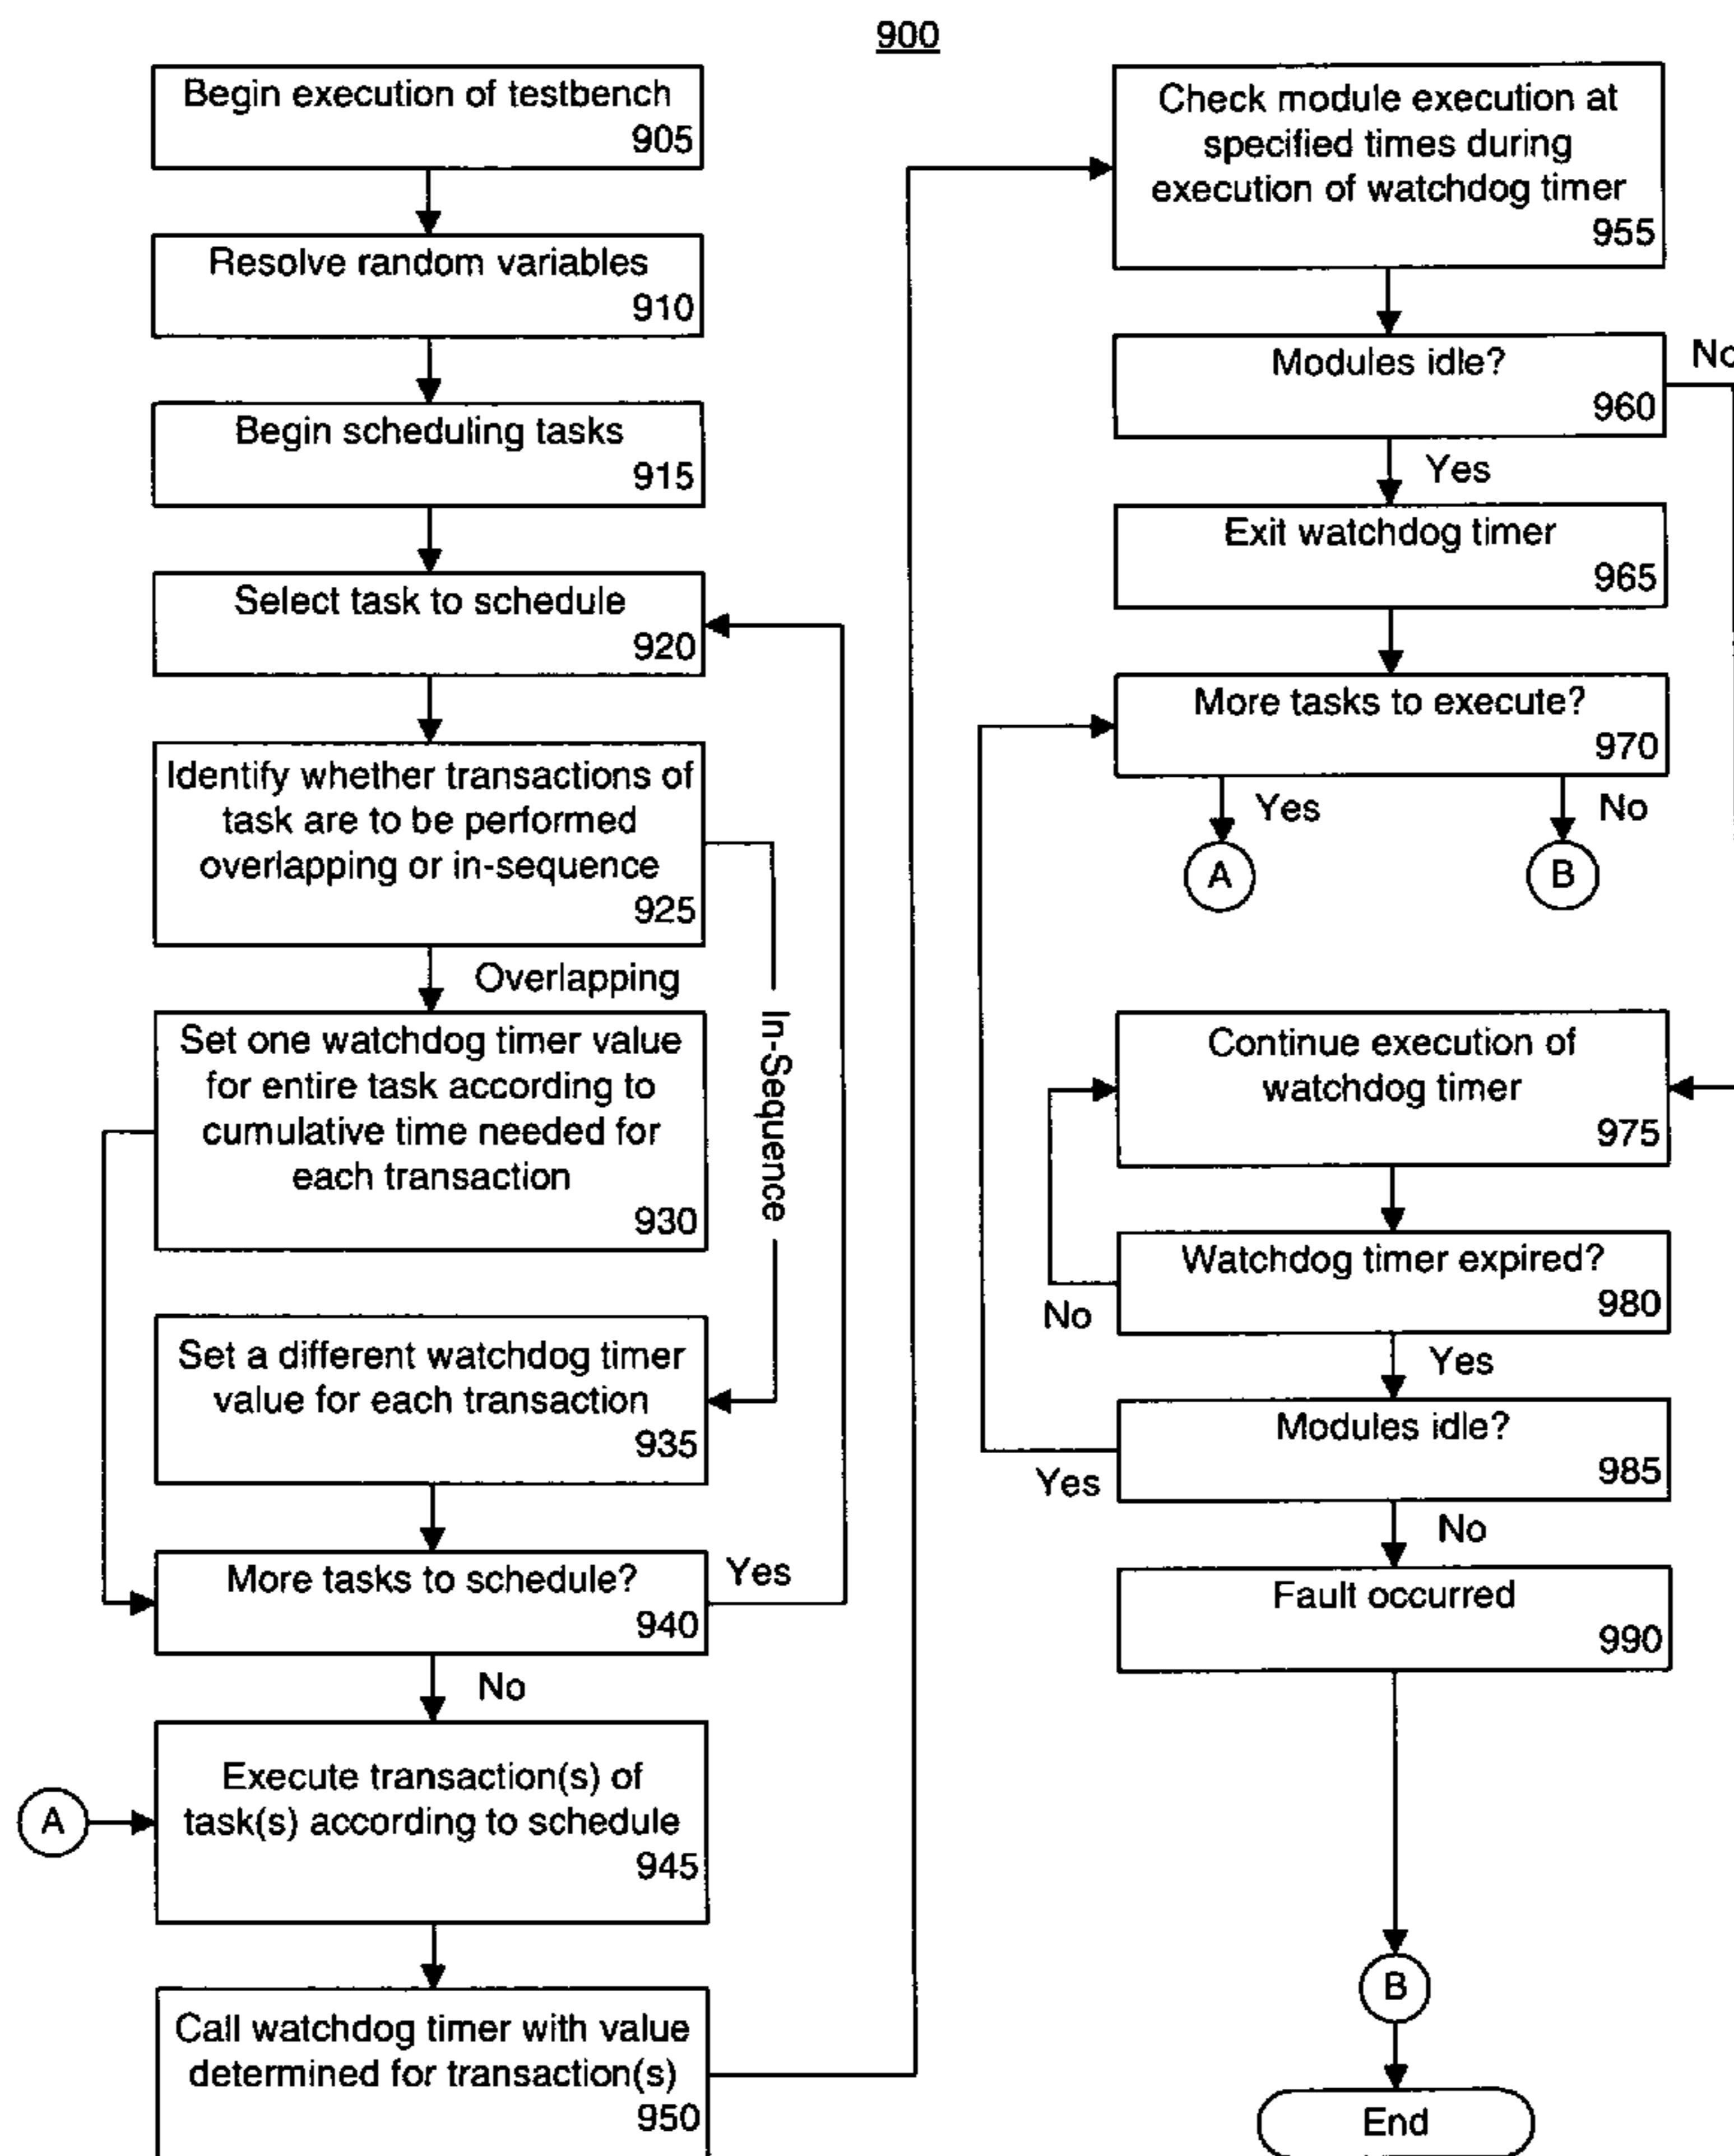 900
Begin execution of testbench
905
Resolve random variables
910
Begin scheduling tasks
915
Select task to schedule
920
Identify whether transactions of
task are to be performed
overlapping or in-sequence
925
Overlapping
In-Sequence
Set one watchdog timer value
for entire task according to
cumulative time needed for
each transaction
930
Set a different watchdog timer
value for each transaction
935
More tasks to schedule?
940
Yes
No
A
Execute transaction(s) of
task(s) according to schedule
945
Call watchdog timer with value
determined for transaction(s)
950
Check module execution at
specified times during
execution of watchdog timer
955
Modules idle?
960
No
Yes
Exit watchdog timer
965
More tasks to execute?
970
Yes
No
A
B
Continue execution of
watchdog timer
975
Watchdog timer expired?
980
No
Yes
Modules idle?
985
Yes
No
Fault occurred
990
B
End